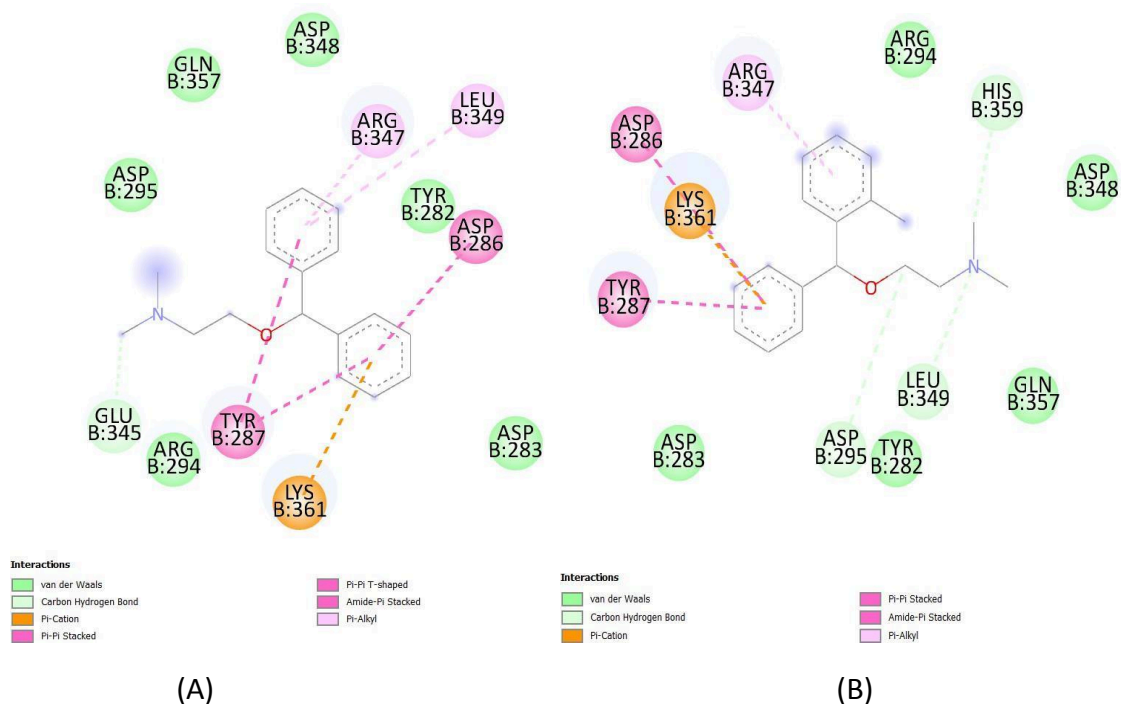 ASP
B:348
GLN
B:357
ARG
B:347
LEU
B:349
ASP
B:295
TYR
B:282
ASP
B:286
N
O
GLU
B:345
ARG
B:294
TYR
B:287
ASP
B:283
LYS
B:361
Interactions
van der Waals
Carbon Hydrogen Bond
Pi-Cation
Pi-Pi Stacked
Pi-Pi T-shaped
Amide-Pi Stacked
Pi-Alkyl
(A)
ARG
B:294
ARG
B:347
HIS
B:359
ASP
B:286
LYS
B:361
ASP
B:348
TYR
B:287
N
O
LEU
B:349
GLN
B:357
ASP
B:283
ASP
B:295
TYR
B:282
Interactions
van der Waals
Carbon Hydrogen Bond
Pi-Cation
Pi-Pi Stacked
Amide-Pi Stacked
Pi-Alkyl
(B)